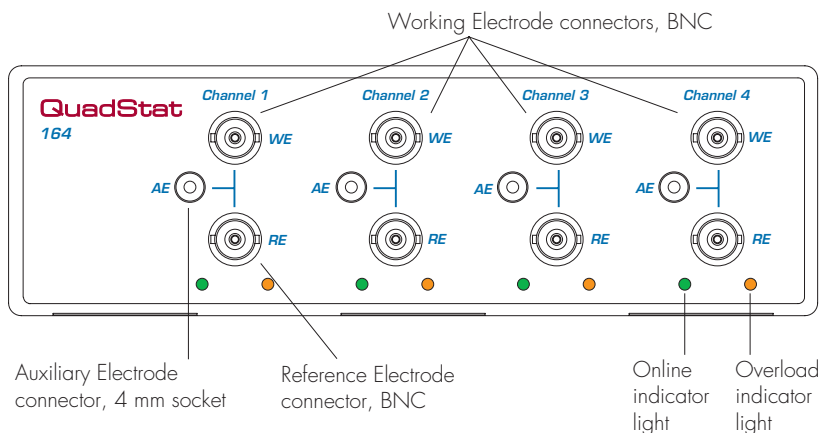 Working Electrode connectors, BNC
QuadStat
164
Channel 1
Channel 2
Channel 3
Channel 4
WE
WE
WE
WE
AE
AE
AE
AE
RE
RE
RE
RE
Auxiliary Electrode
connector, 4 mm socket
Reference Electrode
connector, BNC
Online
indicator
light
Overload
indicator
light